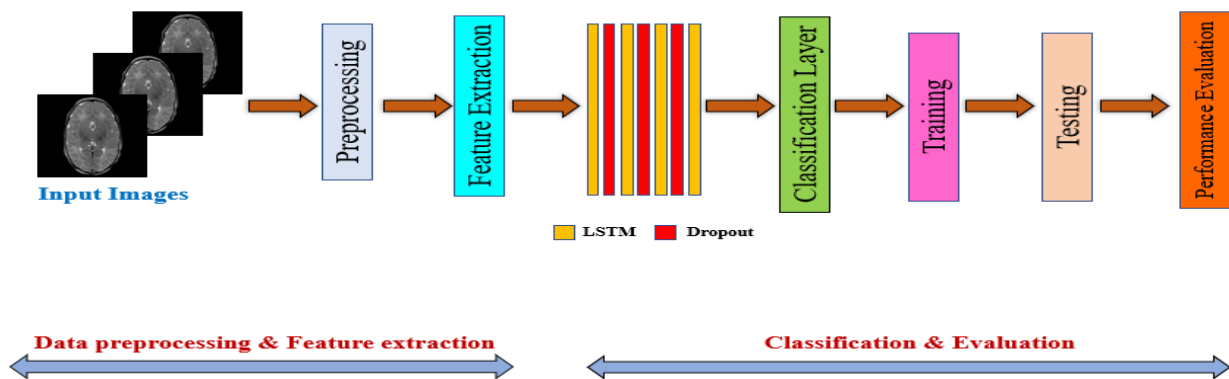 Input Images
Preprocessing
Feature Extraction
Classification Layer
Training
Testing
Performance Evaluation
LSTM
Dropout
Data preprocessing & Feature extraction
Classification & Evaluation